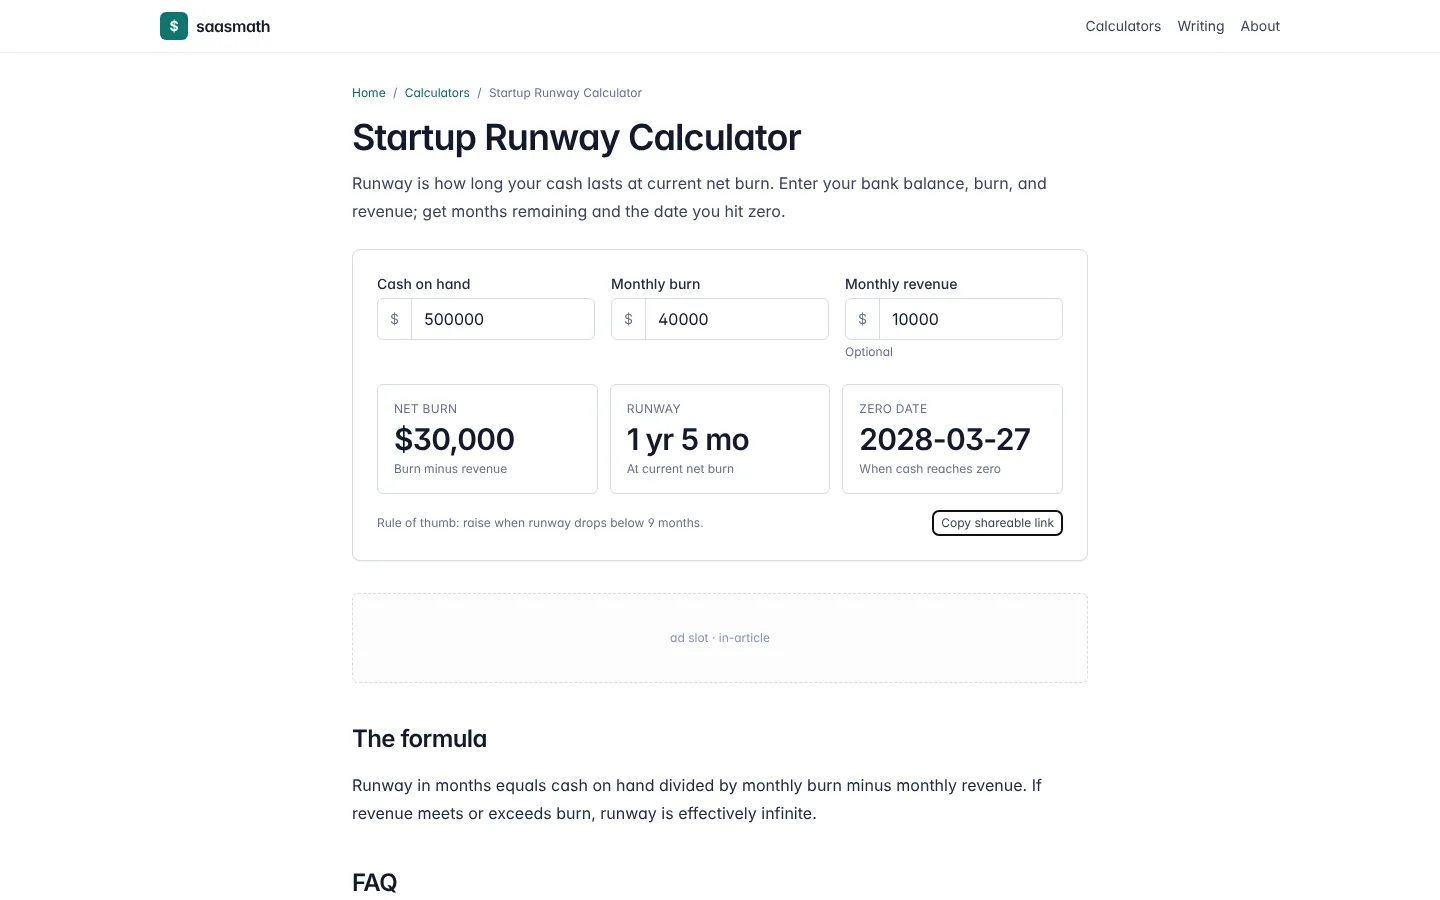 $ saasmath
Calculators Writing About
Home / Calculators / Startup Runway Calculator
Startup Runway Calculator
Runway is how long your cash lasts at current net burn. Enter your bank balance, burn, and
revenue; get months remaining and the date you hit zero.
Cash on hand
$ 500000
Monthly burn
$ 40000
Monthly revenue
$ 10000
Optional
NET BURN
$30,000
Burn minus revenue
RUNWAY
1 yr 5 mo
At current net burn
ZERO DATE
2028-03-27
When cash reaches zero
Rule of thumb: raise when runway drops below 9 months.
Copy shareable link
ad slot · in-article
The formula
Runway in months equals cash on hand divided by monthly burn minus monthly revenue. If
revenue meets or exceeds burn, runway is effectively infinite.
FAQ